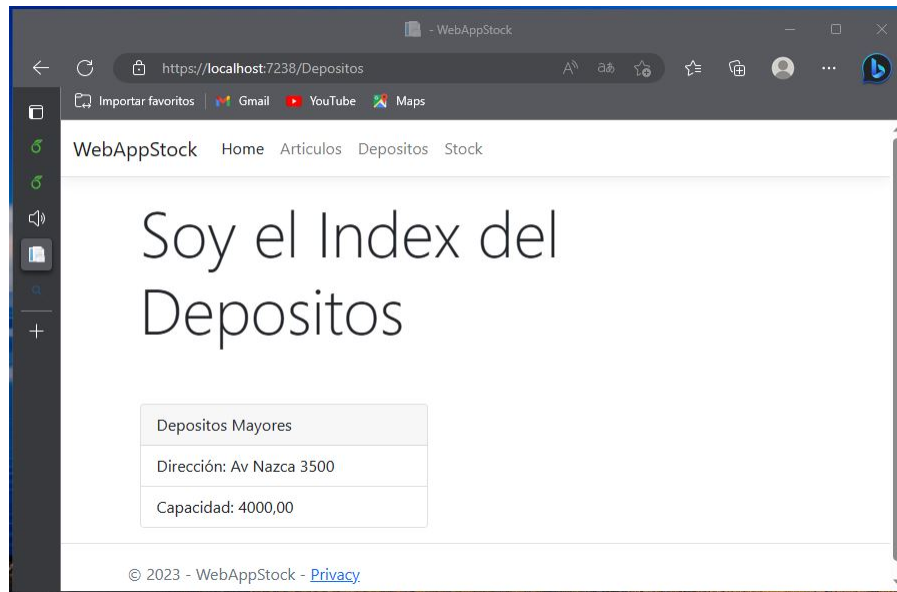 - WebAppStock
https://localhost:7238/Depositos
Importar favoritos Gmail YouTube Maps
WebAppStock Home Articulos Depositos Stock
Soy el Index del
Depositos
Depositos Mayores
Dirección: Av Nazca 3500
Capacidad: 4000,00
© 2023 - WebAppStock - Privacy